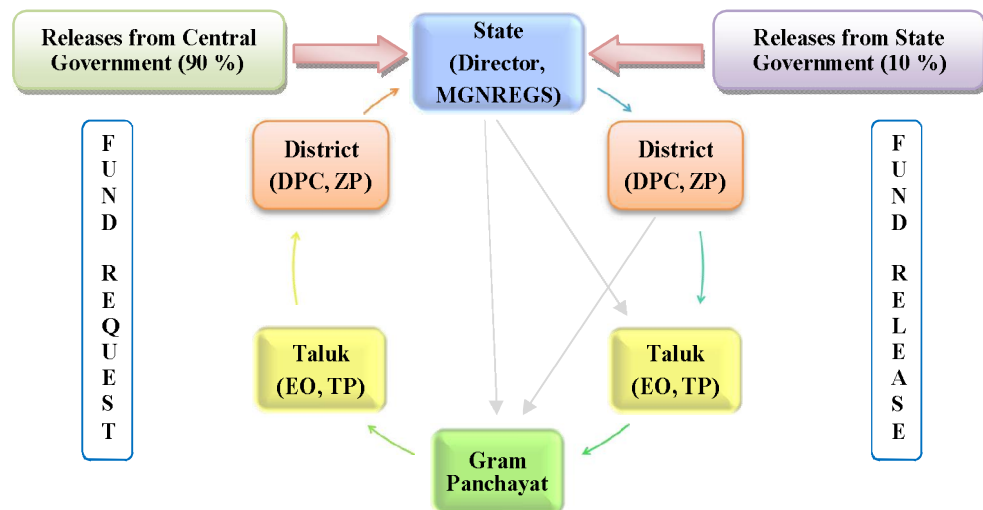 Releases from Central
Government (90 %)
State
(Director,
MGNREGS)
Releases from State
Government (10 %)
FUND REQUEST
District
(DPC, ZP)
District
(DPC, ZP)
FUND RELEASE
Taluk
(EO, TP)
Taluk
(EO, TP)
Gram
Panchayat